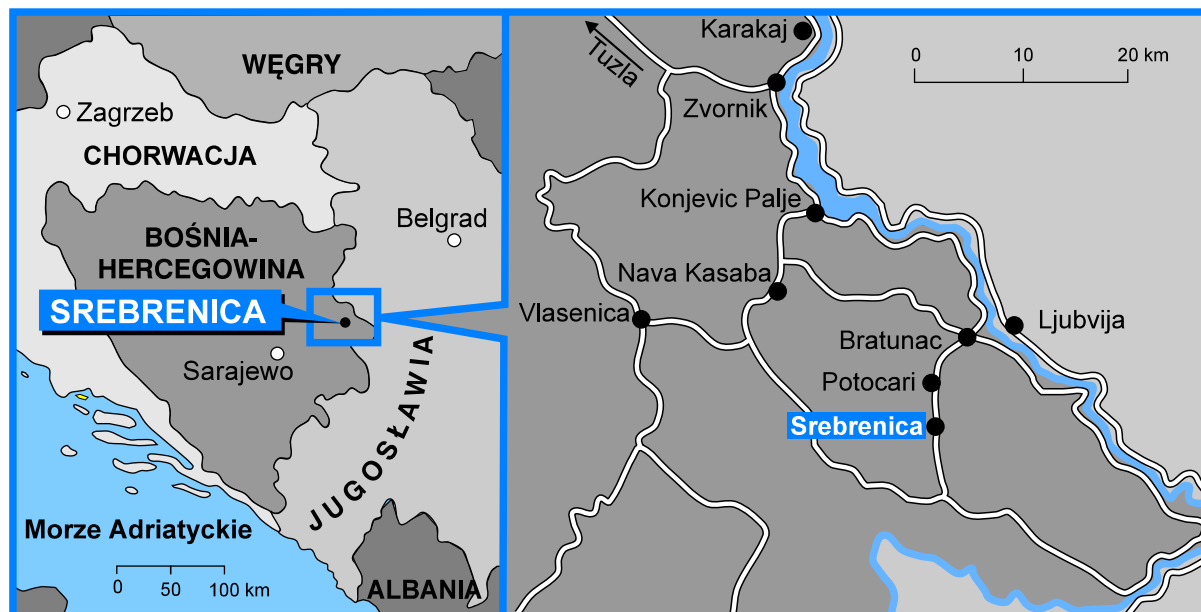 WĘGRY
Zagrzeb
CHORWACJA
Belgrad
BOŚNIA-
HERCEGOWINA
SREBRENICA
Sarajewo
JUGOSŁAWIA
Morze Adriatyckie
0 50 100 km
ALBANIA
Karakaj
Tuzla
0 10 20 km
Zvornik
Konjevic Palje
Nava Kasaba
Vlasenica
Ljubvija
Bratunac
Potocari
Srebrenica